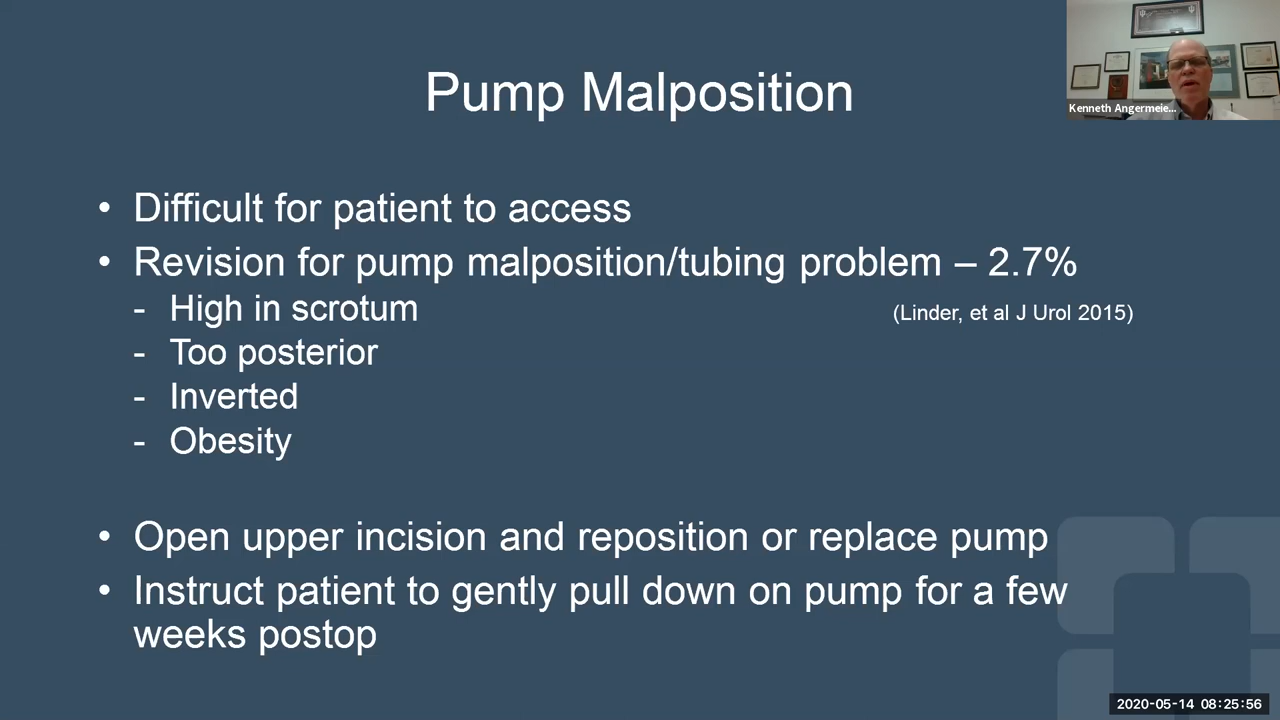 Pump Malposition
Kenneth Angermeie...
• Difficult for patient to access
• Revision for pump malposition/tubing problem – 2.7%
- High in scrotum
(Linder, et al J Urol 2015)
- Too posterior
- Inverted
- Obesity
• Open upper incision and reposition or replace pump
• Instruct patient to gently pull down on pump for a few
weeks postop
2020-05-14 08:25:56